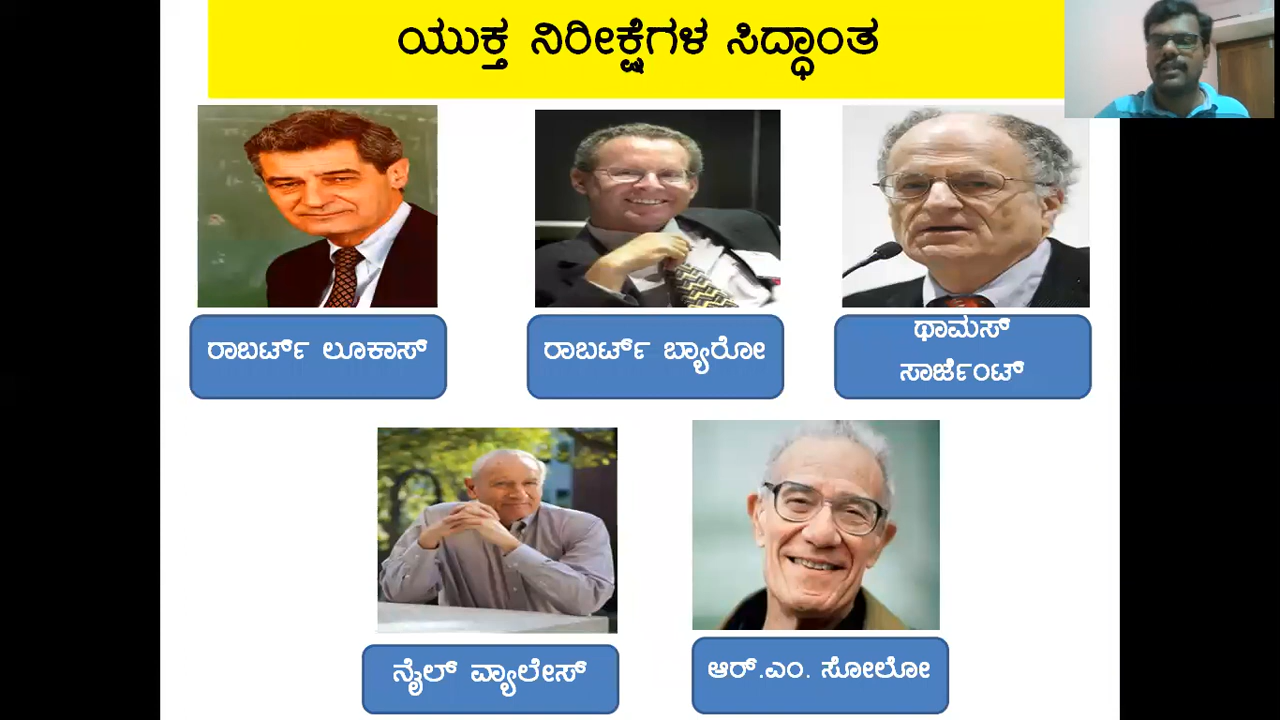 ಯುಕ್ತ ನಿರೀಕ್ಷೆಗಳ ಸಿದ್ಧಾಂತ
ರಾಬರ್ಟ್ ಲೂಕಾಸ್
ರಾಬರ್ಟ್ ಬ್ಯಾರೋ
ಥಾಮಸ್
ಸಾರ್ಜೆಂಟ್
ನೈಲ್ ವ್ಯಾಲೇಸ್
ಆರ್.ಎಂ. ಸೋಲೋ